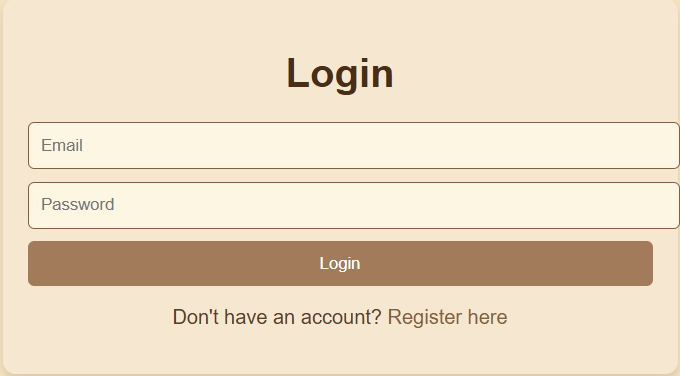 Login
Email
Password
Login
Don't have an account? Register here